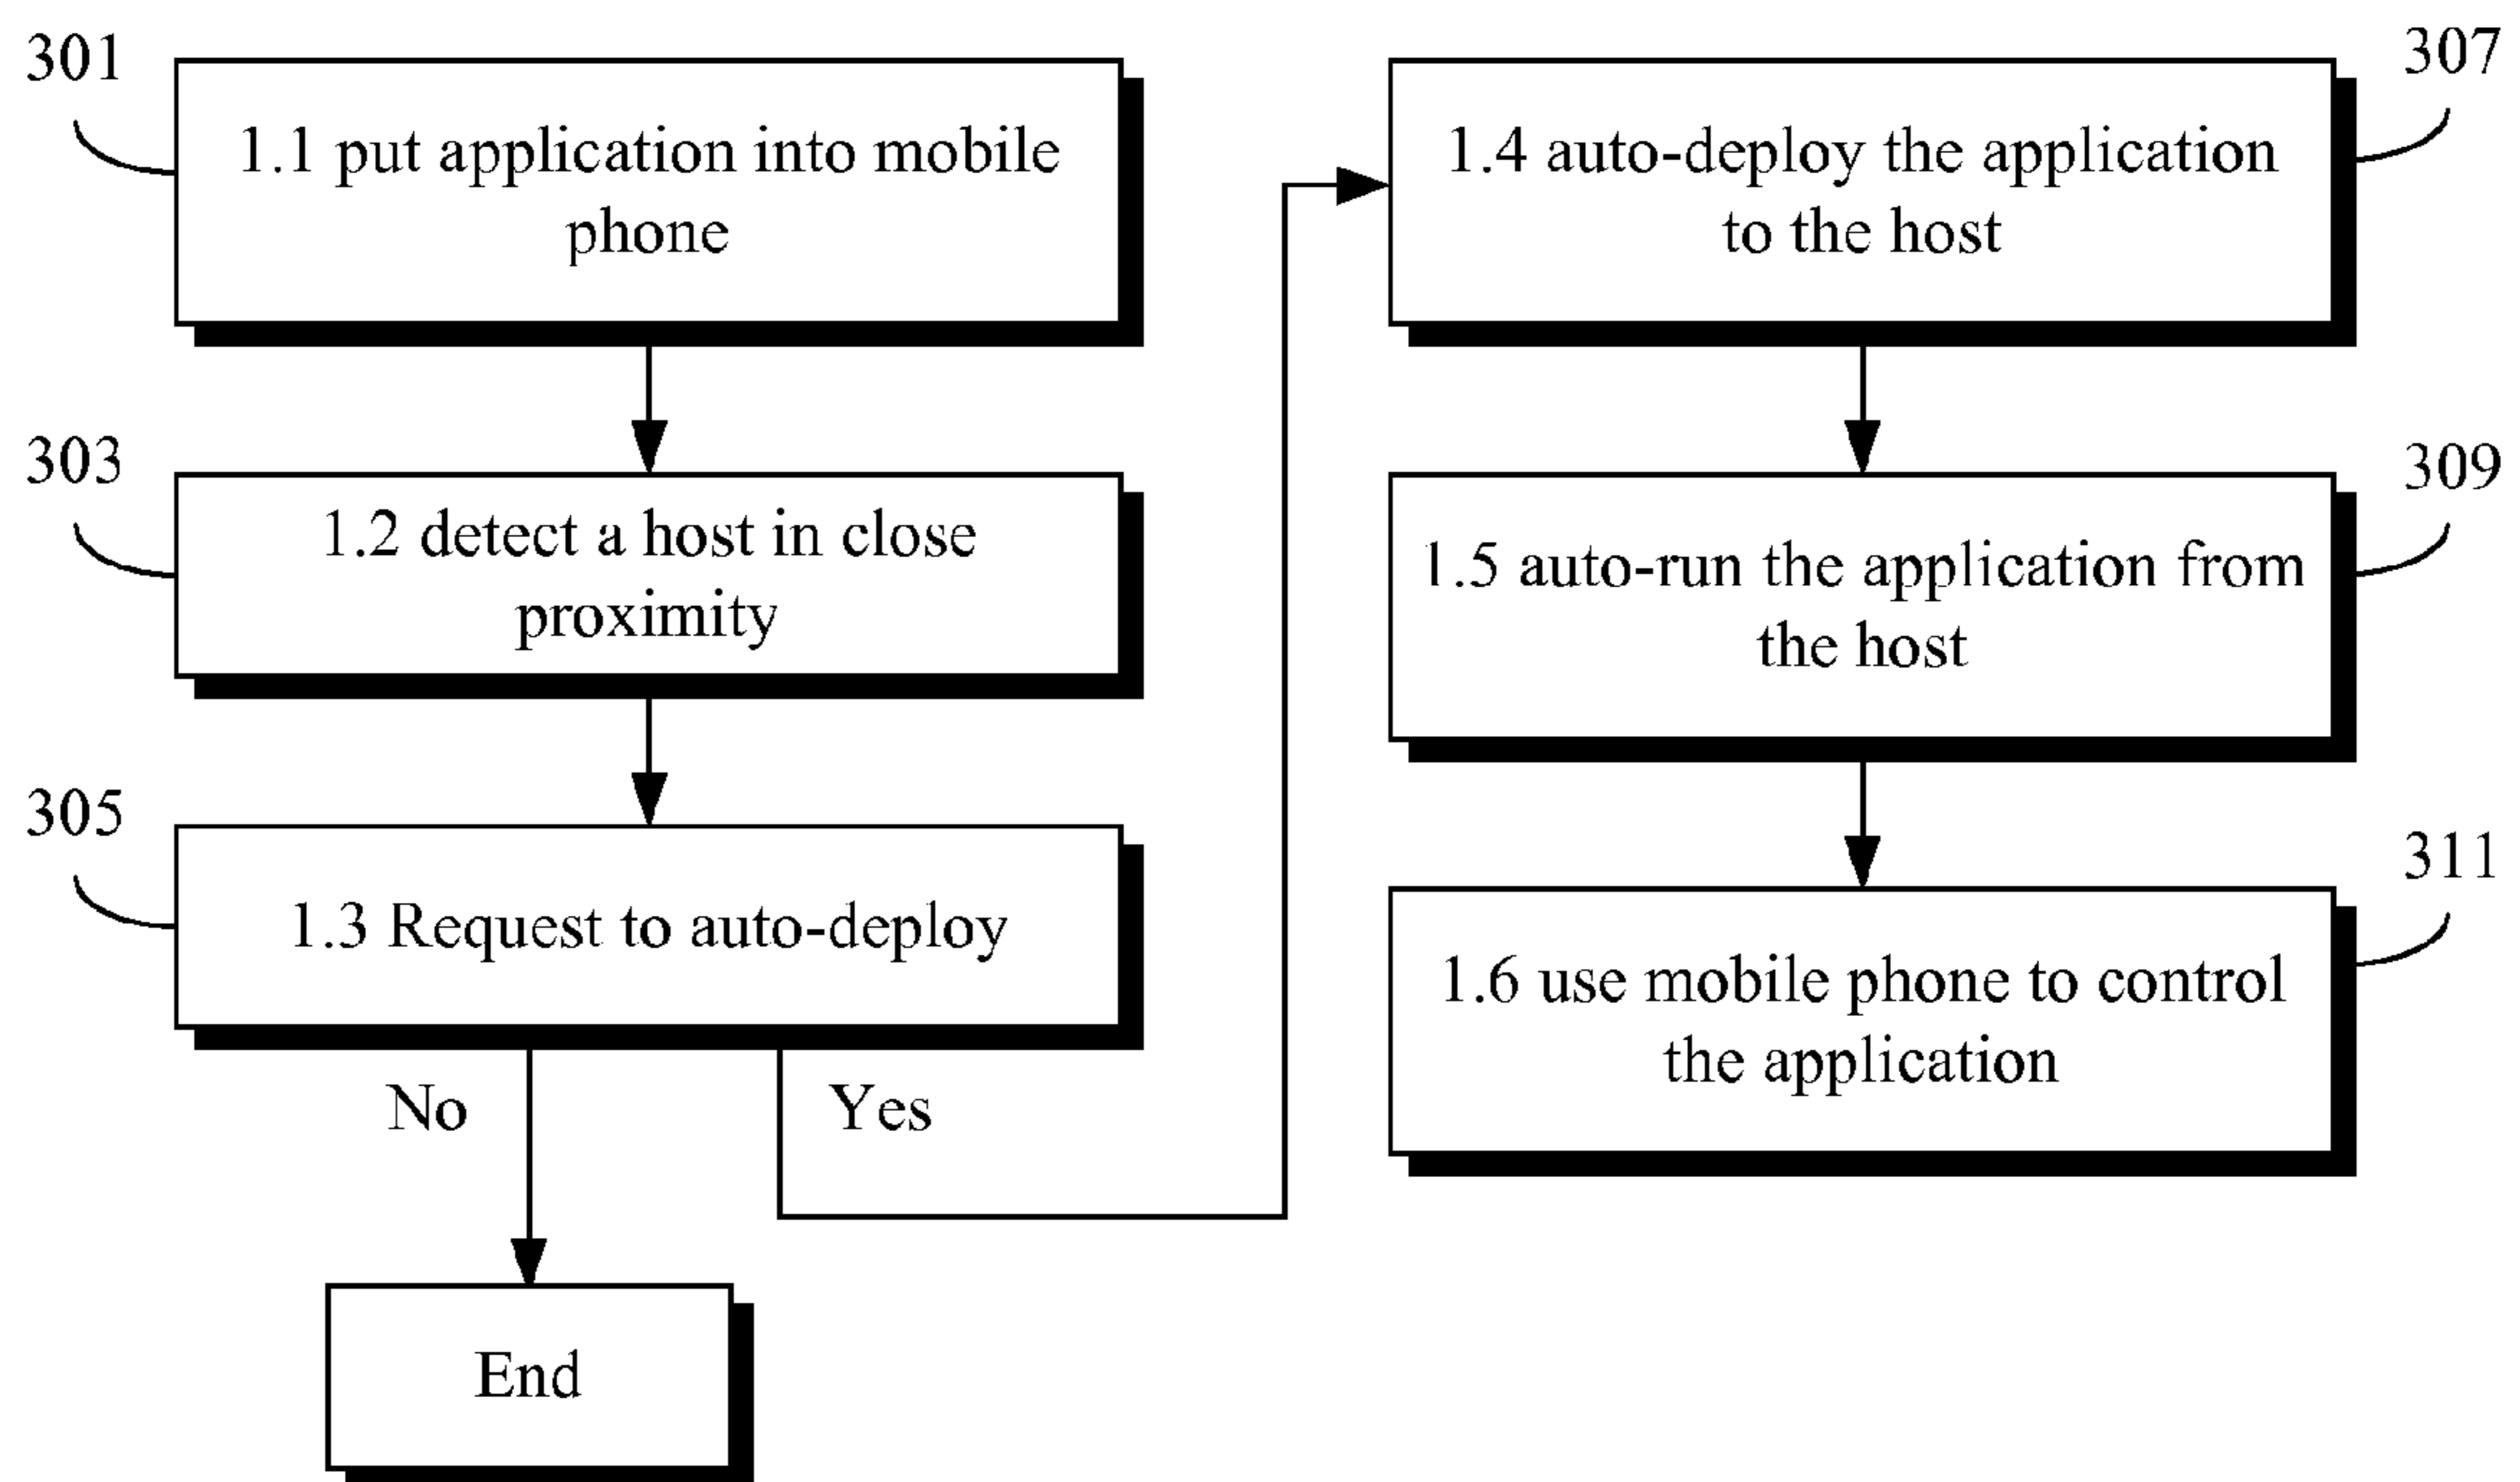 301
1.1 put application into mobile
phone
303
1.2 detect a host in close
proximity
305
1.3 Request to auto-deploy
No
Yes
End
307
1.4 auto-deploy the application
to the host
309
1.5 auto-run the application from
the host
311
1.6 use mobile phone to control
the application